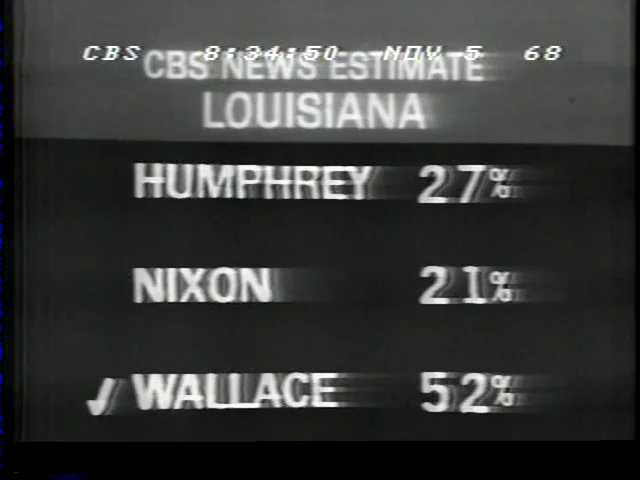 CBS 8:34:50 NOV 5 68
CBS NEWS ESTIMATE
LOUISIANA
HUMPHREY 27%
NIXON 21%
✓ WALLACE 52%